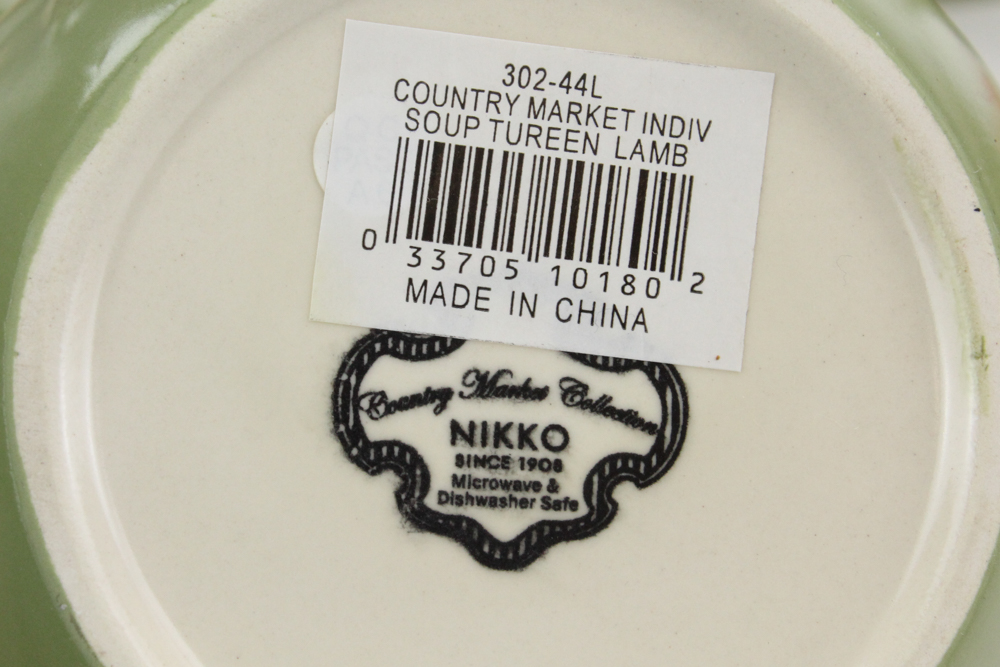 302-44L
COUNTRY MARKET INDIV
SOUP TUREEN LAMB
0 33705 10180 2
MADE IN CHINA
Country Market Collection
NIKKO
SINCE 1908
Microwave &
Dishwasher Safe